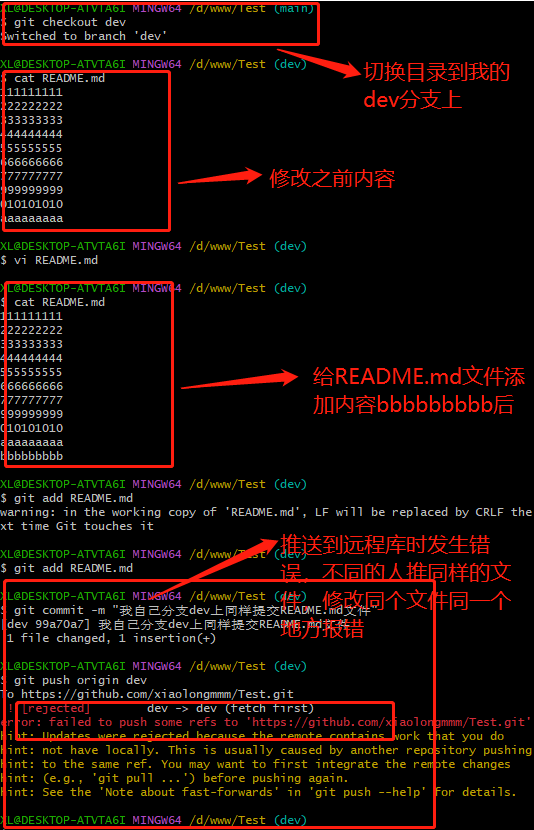 XL@DESKTOP-ATVTA6I MINGW64 /d/www/Test (main)
$ git checkout dev
Switched to branch 'dev'
切换目录到我的
dev分支上
XL@DESKTOP-ATVTA6I MINGW64 /d/www/Test (dev)
$ cat README.md
111111111
222222222
333333333
444444444
555555555
666666666
777777777
999999999
010101010
aaaaaaaaa
修改之前内容
XL@DESKTOP-ATVTA6I MINGW64 /d/www/Test (dev)
$ vi README.md
XL@DESKTOP-ATVTA6I MINGW64 /d/www/Test (dev)
$ cat README.md
111111111
222222222
333333333
444444444
555555555
666666666
777777777
999999999
010101010
aaaaaaaaa
bbbbbbbbb
给README.md文件添
加内容bbbbbbbbb后
XL@DESKTOP-ATVTA6I MINGW64 /d/www/Test (dev)
$ git add README.md
warning: in the working copy of 'README.md', LF will be replaced by CRLF the
xt time Git touches it
XL@DESKTOP-ATVTA6I MINGW64 /d/www/Test (dev)
$ git add README.md
推送到远程库时发生错
误，不同的人推同样的文
件，修改同个文件同一个
地方报错
XL@DESKTOP-ATVTA6I MINGW64 /d/www/Test (dev)
$ git commit -m "我自己分支dev上同样提交README.md文件"
[dev 99a70a7] 我自己分支dev上同样提交README.md文件
1 file changed, 1 insertion(+)
XL@DESKTOP-ATVTA6I MINGW64 /d/www/Test (dev)
$ git push origin dev
To https://github.com/xiaolongmmm/Test.git
! [rejected] dev -> dev (fetch first)
error: failed to push some refs to 'https://github.com/xiaolongmmm/Test.git'
hint: Updates were rejected because the remote contains work that you do
hint: not have locally. This is usually caused by another repository pushing
hint: to the same ref. You may want to first integrate the remote changes
hint: (e.g., 'git pull ...') before pushing again.
hint: See the 'Note about fast-forwards' in 'git push --help' for details.
XL@DESKTOP-ATVTA6I MINGW64 /d/www/Test (dev)